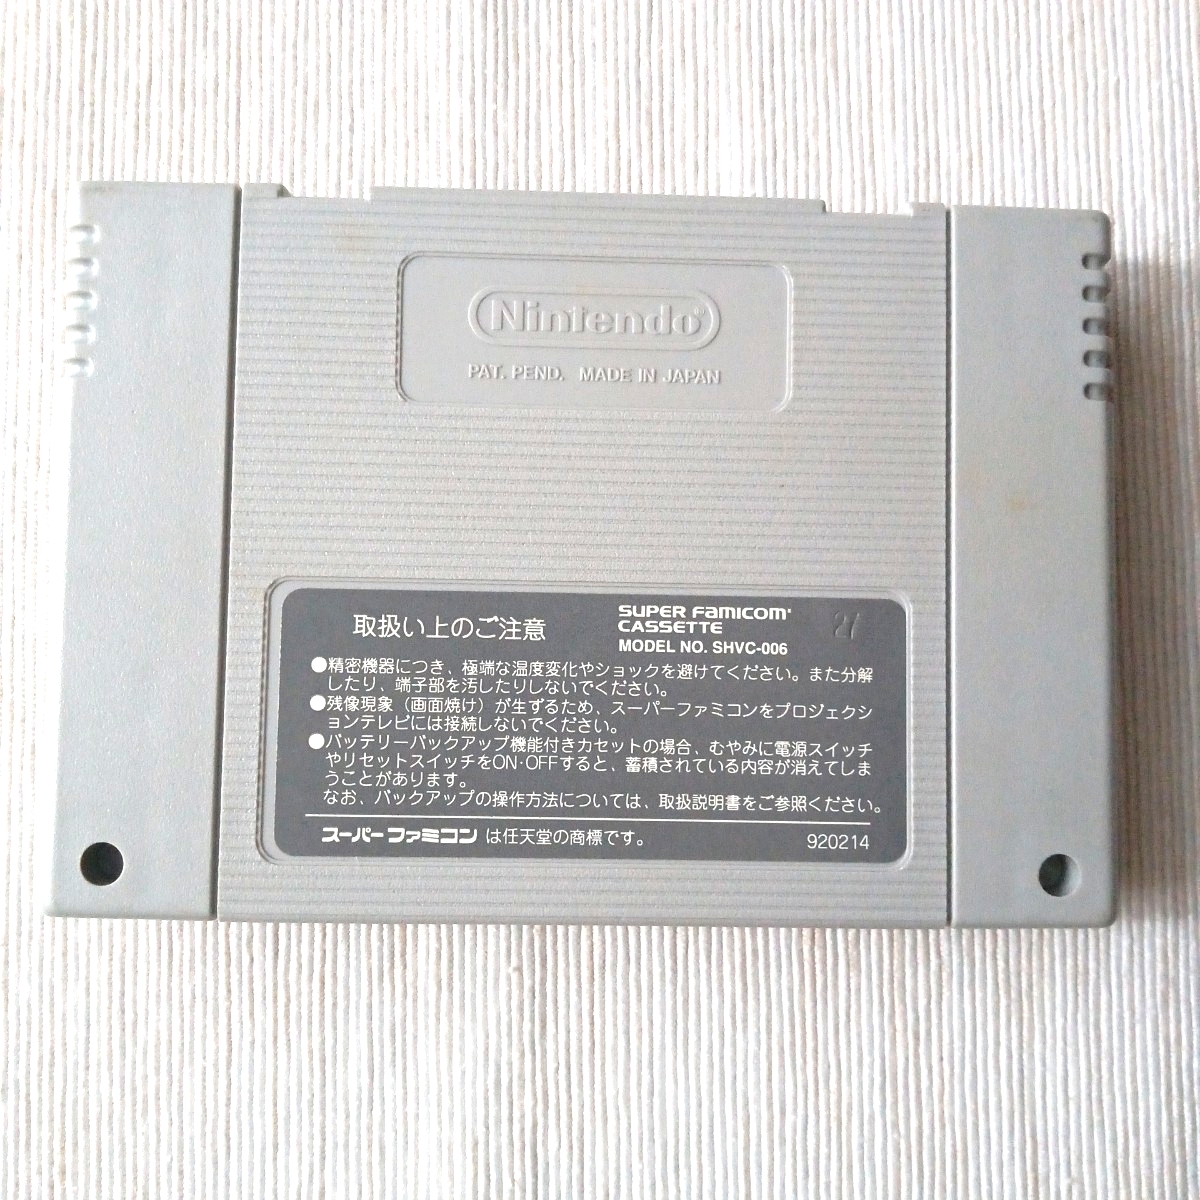 Nintendo®
PAT. PEND. MADE IN JAPAN
取扱い上のご注意
SUPER FAMICOM
CASSETTE
MODEL NO. SHVC-006
27
●精密機器につき、極端な温度変化やショックを避けてください。また分解
したり、端子部を汚したりしないでください。
●残像現象（画面焼け）が生ずるため、スーパーファミコンをプロジェクシ
ョンテレビには接続しないでください。
●バッテリーバックアップ機能付きカセットの場合、むやみに電源スイッチ
やリセットスイッチをON·OFFすると、蓄積されている内容が消えてしま
うことがあります。
なお、バックアップの操作方法については、取扱説明書をご参照ください。
スーパーファミコン は任天堂の商標です。
920214